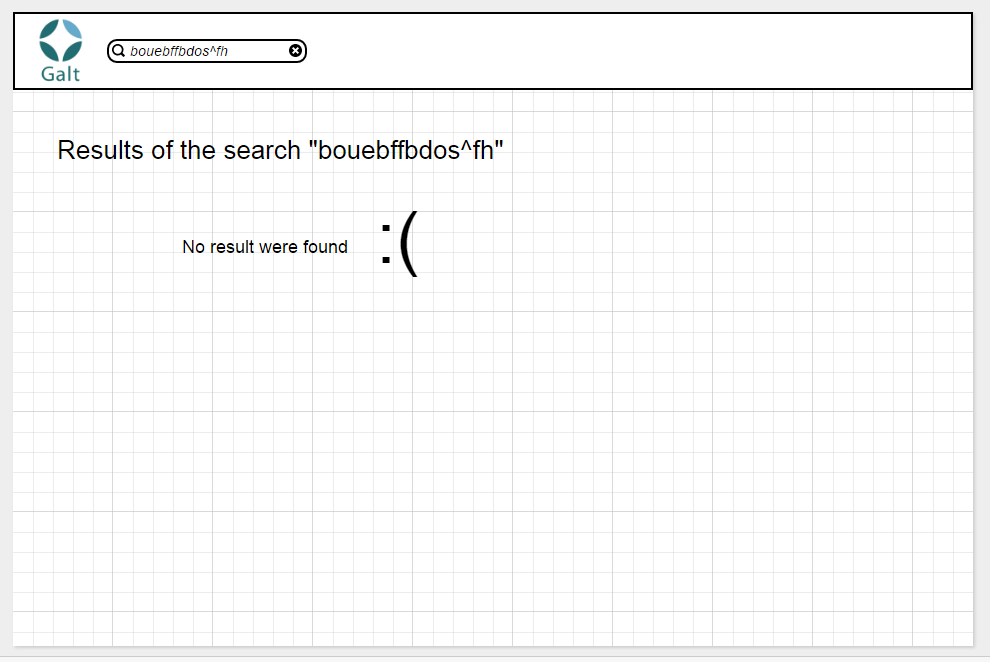 Galt
bouebffbdos^fh
Results of the search "bouebffbdos^fh"
No result were found
:(